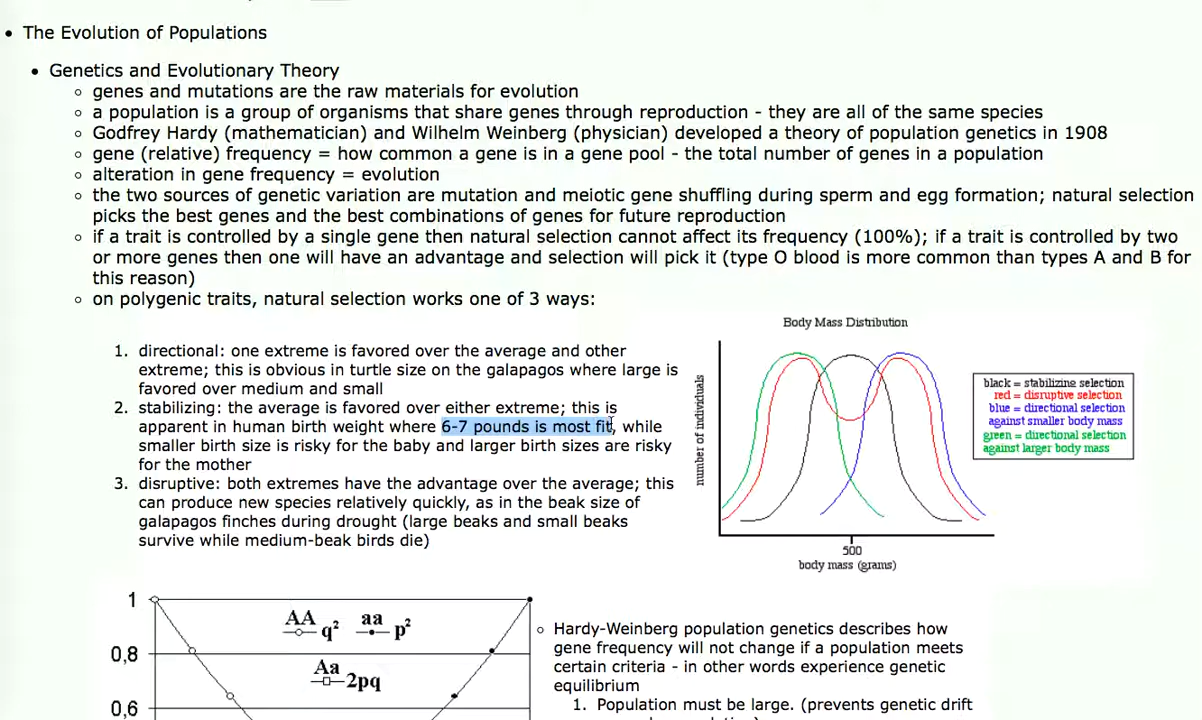 • The Evolution of Populations
• Genetics and Evolutionary Theory
◦ genes and mutations are the raw materials for evolution
◦ a population is a group of organisms that share genes through reproduction - they are all of the same species
◦ Godfrey Hardy (mathematician) and Wilhelm Weinberg (physician) developed a theory of population genetics in 1908
◦ gene (relative) frequency = how common a gene is in a gene pool - the total number of genes in a population
◦ alteration in gene frequency = evolution
◦ the two sources of genetic variation are mutation and meiotic gene shuffling during sperm and egg formation; natural selection
picks the best genes and the best combinations of genes for future reproduction
◦ if a trait is controlled by a single gene then natural selection cannot affect its frequency (100%); if a trait is controlled by two
or more genes then one will have an advantage and selection will pick it (type O blood is more common than types A and B for
this reason)
◦ on polygenic traits, natural selection works one of 3 ways:
1. directional: one extreme is favored over the average and other
extreme; this is obvious in turtle size on the galapagos where large is
favored over medium and small
2. stabilizing: the average is favored over either extreme; this is
apparent in human birth weight where 6-7 pounds is most fit, while
smaller birth size is risky for the baby and larger birth sizes are risky
for the mother
3. disruptive: both extremes have the advantage over the average; this
can produce new species relatively quickly, as in the beak size of
galapagos finches during drought (large beaks and small beaks
survive while medium-beak birds die)
Body Mass Distribution
number of individuals
black = stabilizing selection
red = disruptive selection
blue = directional selection
against smaller body mass
green = directional selection
against larger body mass
500
body mass (grams)
1
0,8
0,6
AA q²
aa p²
Aa 2pq
◦ Hardy-Weinberg population genetics describes how
gene frequency will not change if a population meets
certain criteria - in other words experience genetic
equilibrium
1. Population must be large. (prevents genetic drift